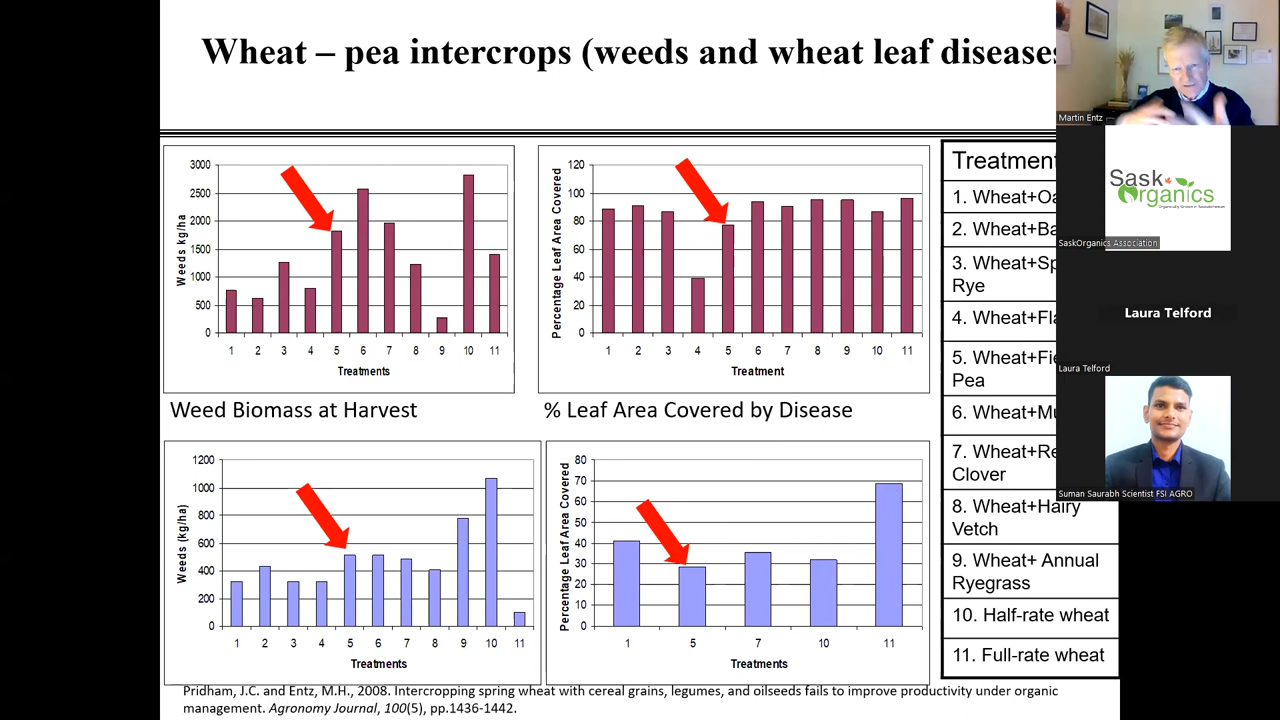 Wheat – pea intercrops (weeds and wheat leaf diseases
Weeds kg/ha
3000
2500
2000
1500
1000
500
0
1 2 3 4 5 6 7 8 9 10 11
Treatments
Weed Biomass at Harvest
Percentage Leaf Area Covered
120
100
80
60
40
20
0
1 2 3 4 5 6 7 8 9 10 11
Treatment
% Leaf Area Covered by Disease
Weeds (kg/ha)
1200
1000
800
600
400
200
0
1 2 3 4 5 6 7 8 9 10 11
Treatments
Percentage Leaf Area Covered
80
70
60
50
40
30
20
10
0
1 5 7 10 11
Treatments
Treatment
1. Wheat+Oa
2. Wheat+Ba
3. Wheat+Sp
Rye
4. Wheat+Fla
5. Wheat+Fie
Pea
6. Wheat+Mu
7. Wheat+Re
Clover
8. Wheat+Hairy
Vetch
9. Wheat+ Annual
Ryegrass
10. Half-rate wheat
11. Full-rate wheat
Pridham, J.C. and Entz, M.H., 2008. Intercropping spring wheat with cereal grains, legumes, and oilseeds fails to improve productivity under organic
management. Agronomy Journal, 100(5), pp.1436-1442.
Martin Entz
Sask
Organics
SaskOrganics Association
Laura Telford
Laura Telford
Suman Saurabh Scientist FSI AGRO